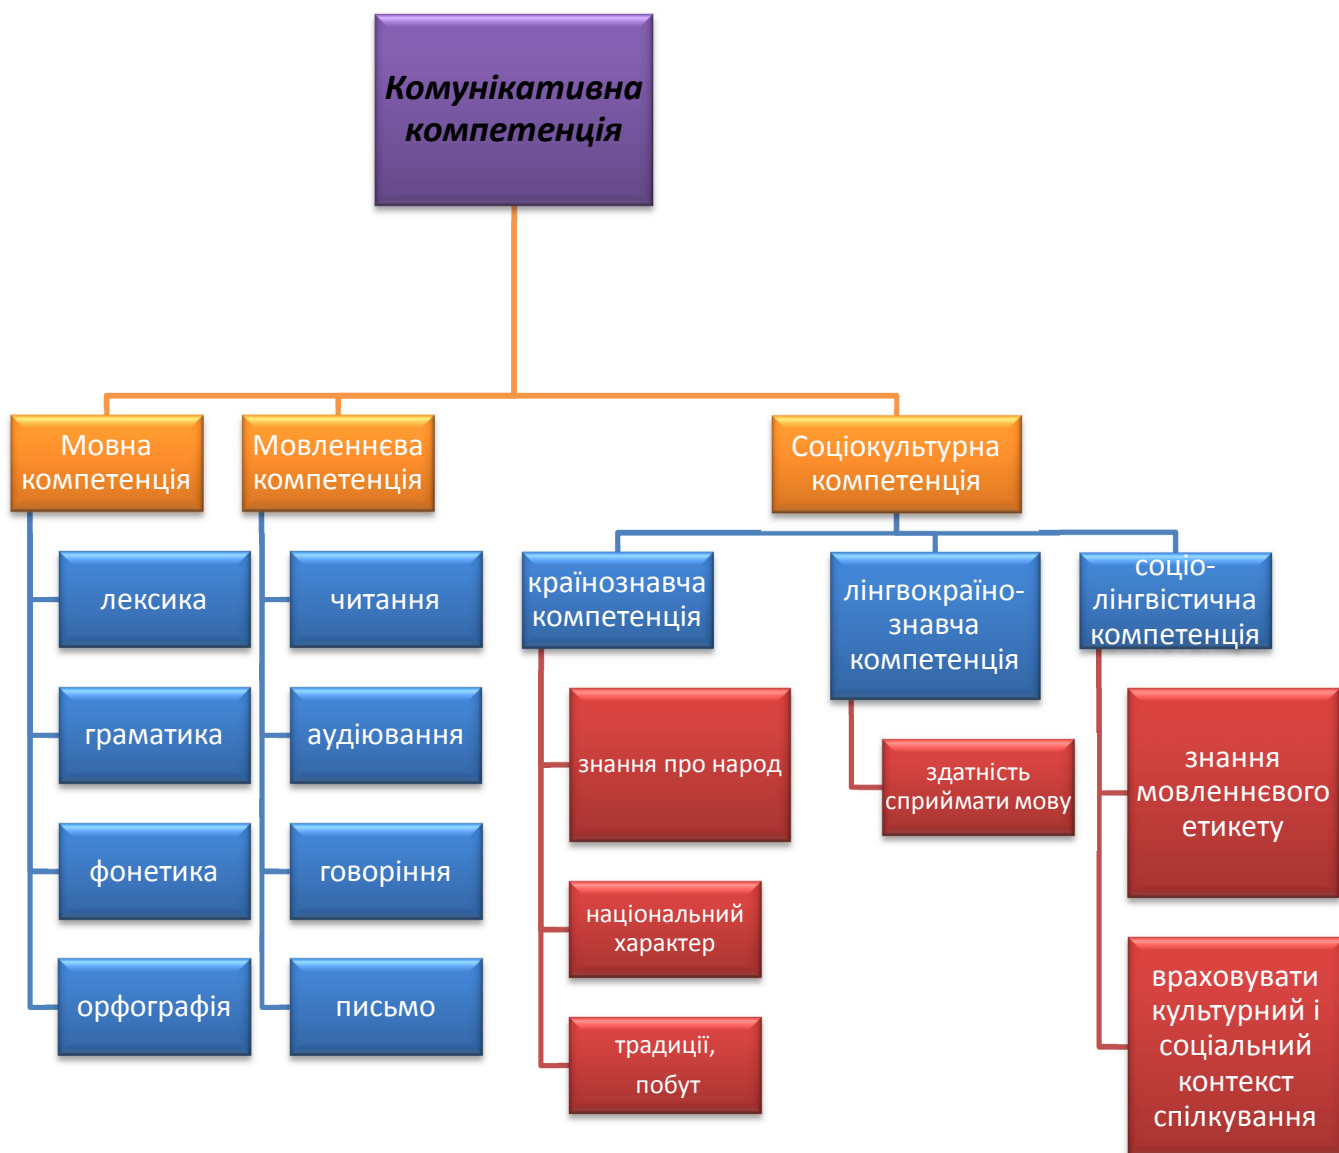 Комунікативна
компетенція
Мовна
компетенція
лексика
граматика
фонетика
орфографія
Мовленнєва
компетенція
читання
аудіювання
говоріння
письмо
Соціокультурна
компетенція
країнознавча
компетенція
знання про народ
національний
характер
традиції,
побут
лінгвокраїно-
знавча
компетенція
здатність
сприймати мову
соціо-
лінгвістична
компетенція
знання
мовленнєвого
етикету
враховувати
культурний і
соціальний
контекст
спілкування